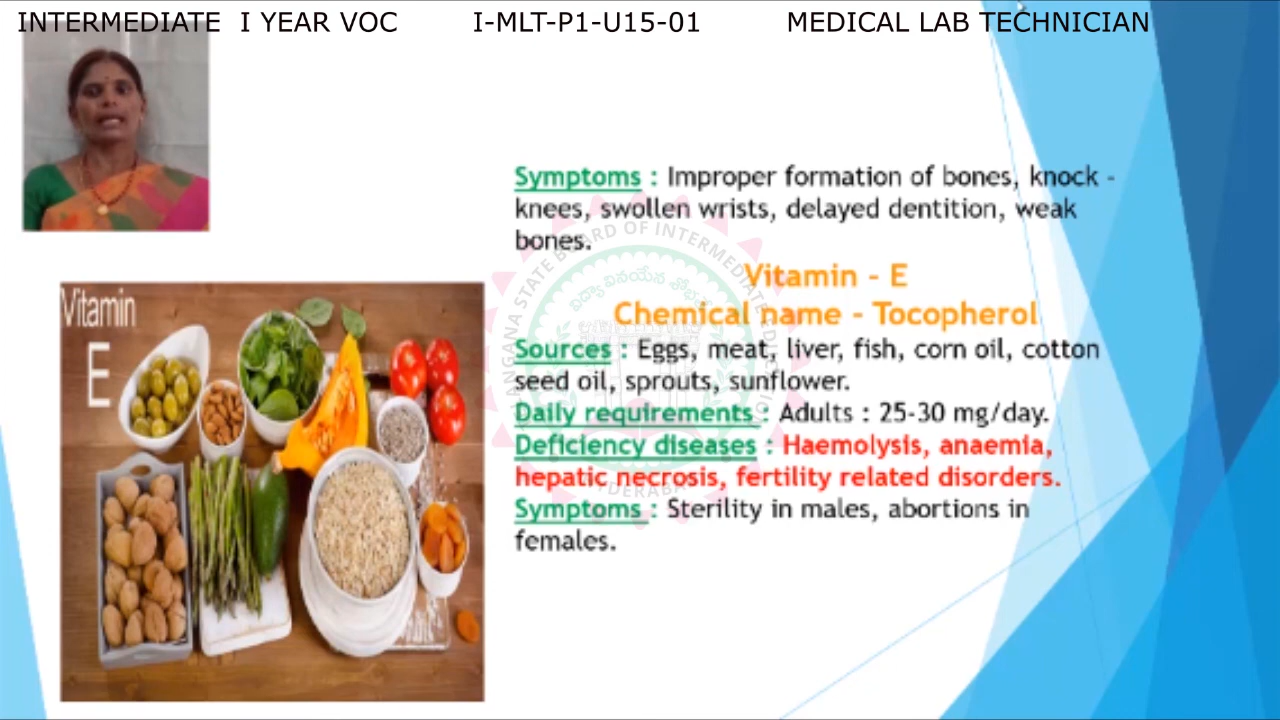 INTERMEDIATE I YEAR VOC I-MLT-P1-U15-01 MEDICAL LAB TECHNICIAN
Symptoms : Improper formation of bones, knock -
knees, swollen wrists, delayed dentition, weak
bones.
Vitamin - E
Chemical name - Tocopherol
Sources : Eggs, meat, liver, fish, corn oil, cotton
seed oil, sprouts, sunflower.
Daily requirements : Adults : 25-30 mg/day.
Deficiency diseases : Haemolysis, anaemia,
hepatic necrosis, fertility related disorders.
Symptoms : Sterility in males, abortions in
females.
Vitamin
E